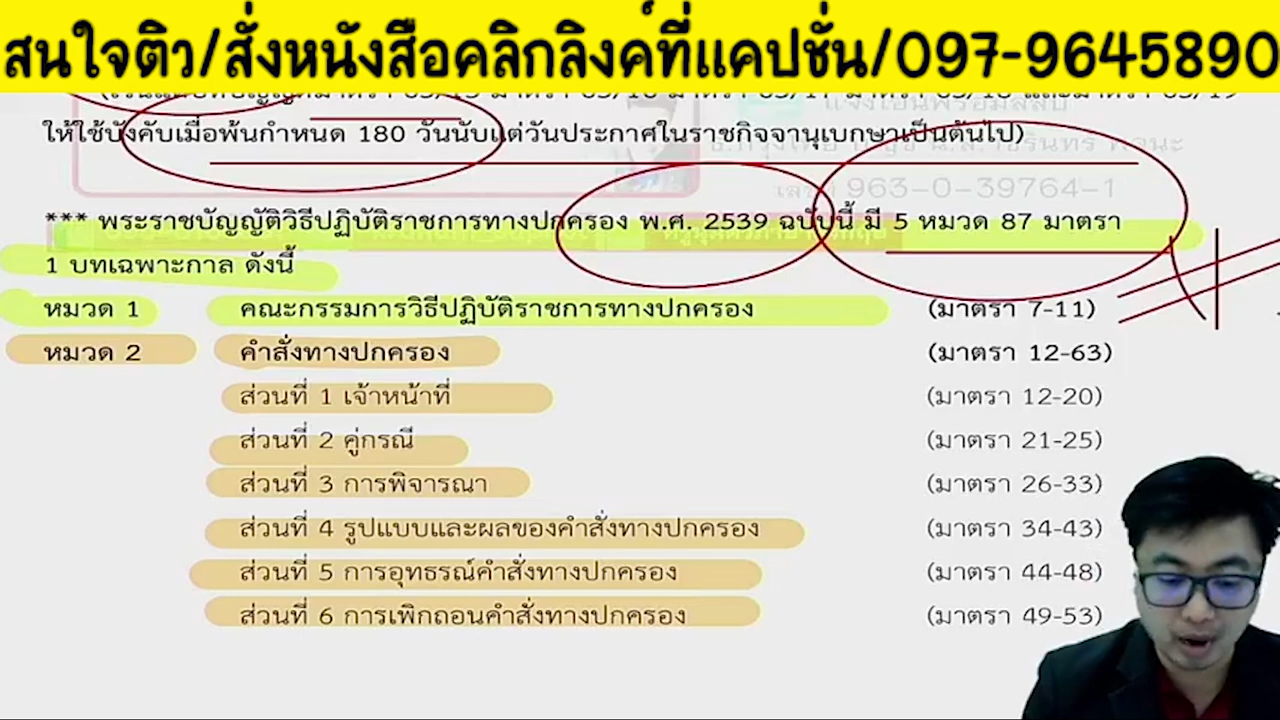 สนใจติว/สั่งหนังสือคลิกลิงค์ที่แคปชั่น/097-9645890
ให้ใช้บังคับเมื่อพ้นกำหนด 180 วันนับแต่วันประกาศในราชกิจจานุเบกษาเป็นต้นไป)
963-0-39764-1
*** พระราชบัญญัติวิธีปฏิบัติราชการทางปกครอง พ.ศ. 2539 ฉบับนี้ มี 5 หมวด 87 มาตรา
1 บทเฉพาะกาล ดังนี้
หมวด 1 คณะกรรมการวิธีปฏิบัติราชการทางปกครอง (มาตรา 7-11)
หมวด 2 คำสั่งทางปกครอง (มาตรา 12-63)
ส่วนที่ 1 เจ้าหน้าที่ (มาตรา 12-20)
ส่วนที่ 2 คู่กรณี (มาตรา 21-25)
ส่วนที่ 3 การพิจารณา (มาตรา 26-33)
ส่วนที่ 4 รูปแบบและผลของคำสั่งทางปกครอง (มาตรา 34-43)
ส่วนที่ 5 การอุทธรณ์คำสั่งทางปกครอง (มาตรา 44-48)
ส่วนที่ 6 การเพิกถอนคำสั่งทางปกครอง (มาตรา 49-53)